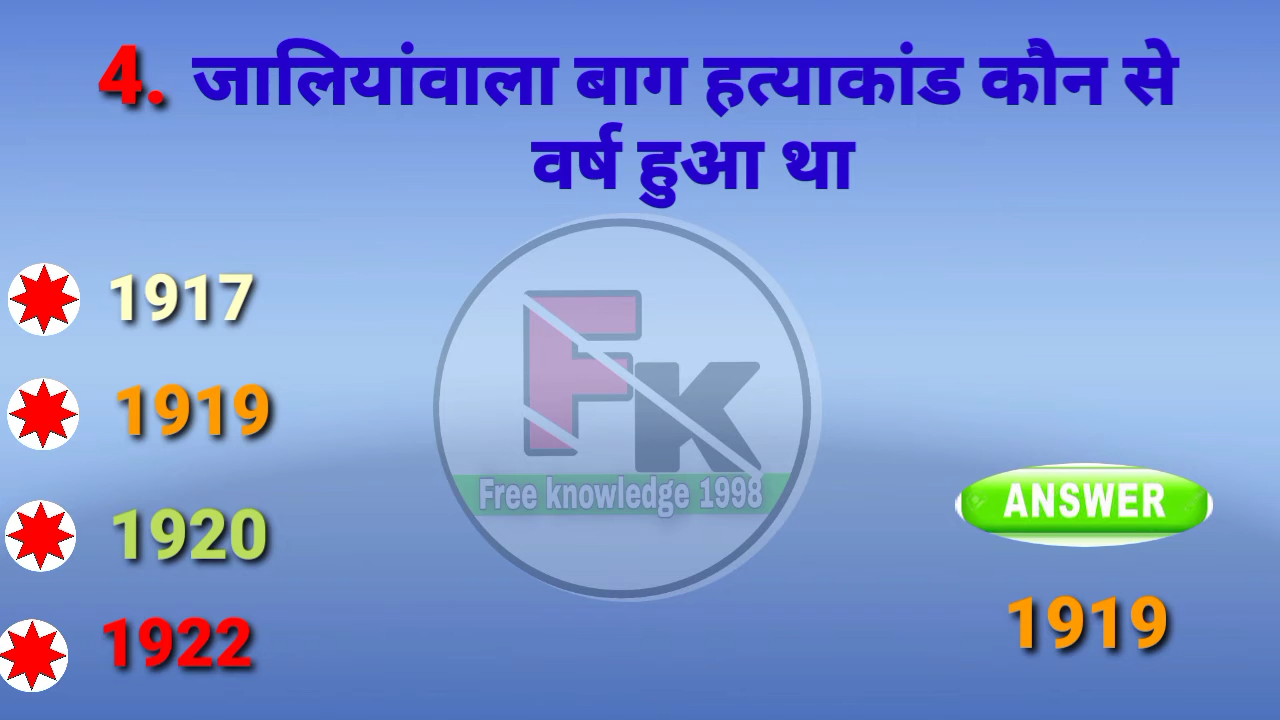 4. जालियांवाला बाग हत्याकांड कौन से
वर्ष हुआ था
1917
1919
1920
1922
FK
Free knowledge 1998
ANSWER
1919